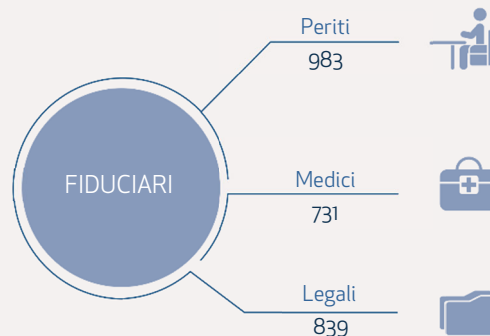 Periti
983
FIDUCIARI
Medici
731
Legali
839